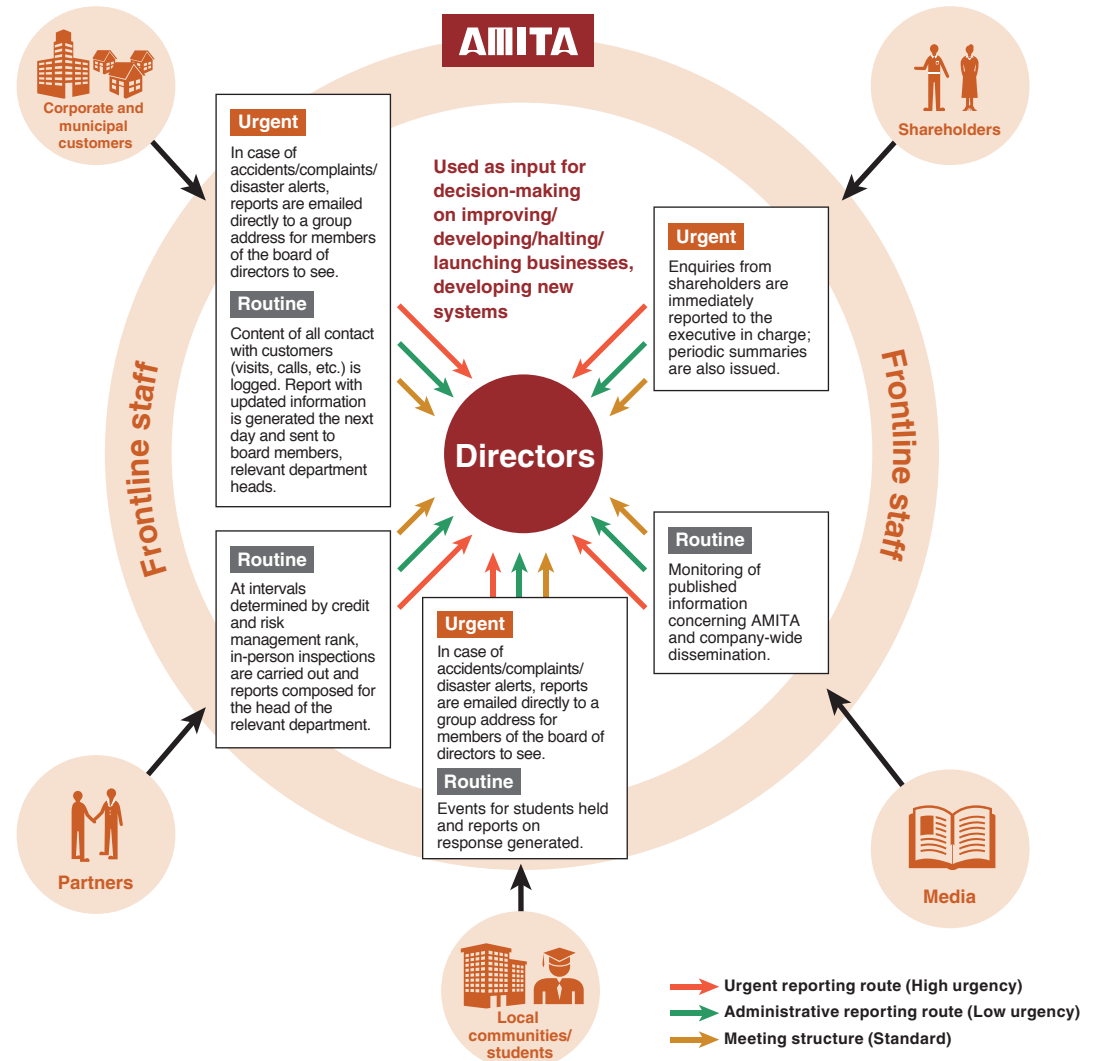 AMITA
Corporate and
municipal
customers
Shareholders
Urgent
In case of
accidents/complaints/
disaster alerts,
reports are emailed
directly to a group
address for members
of the board of
directors to see.
Routine
Content of all contact
with customers
(visits, calls, etc.) is
logged. Report with
updated information
is generated the next
day and sent to
board members,
relevant department
heads.
Used as input for
decision-making
on improving/
developing/halting/
launching businesses,
developing new
systems
Urgent
Enquiries from
shareholders are
immediately
reported to the
executive in charge;
periodic summaries
are also issued.
Frontline staff
Directors
Frontline staff
Routine
At intervals
determined by credit
and risk
management rank,
in-person inspections
are carried out and
reports composed for
the head of the
relevant department.
Urgent
In case of
accidents/complaints/
disaster alerts, reports
are emailed directly to a
group address for
members of the board of
directors to see.
Routine
Events for students held
and reports on
response generated.
Routine
Monitoring of
published
information
concerning AMITA
and company-wide
dissemination.
Partners
Media
Local
communities/
students
Urgent reporting route (High urgency)
Administrative reporting route (Low urgency)
Meeting structure (Standard)